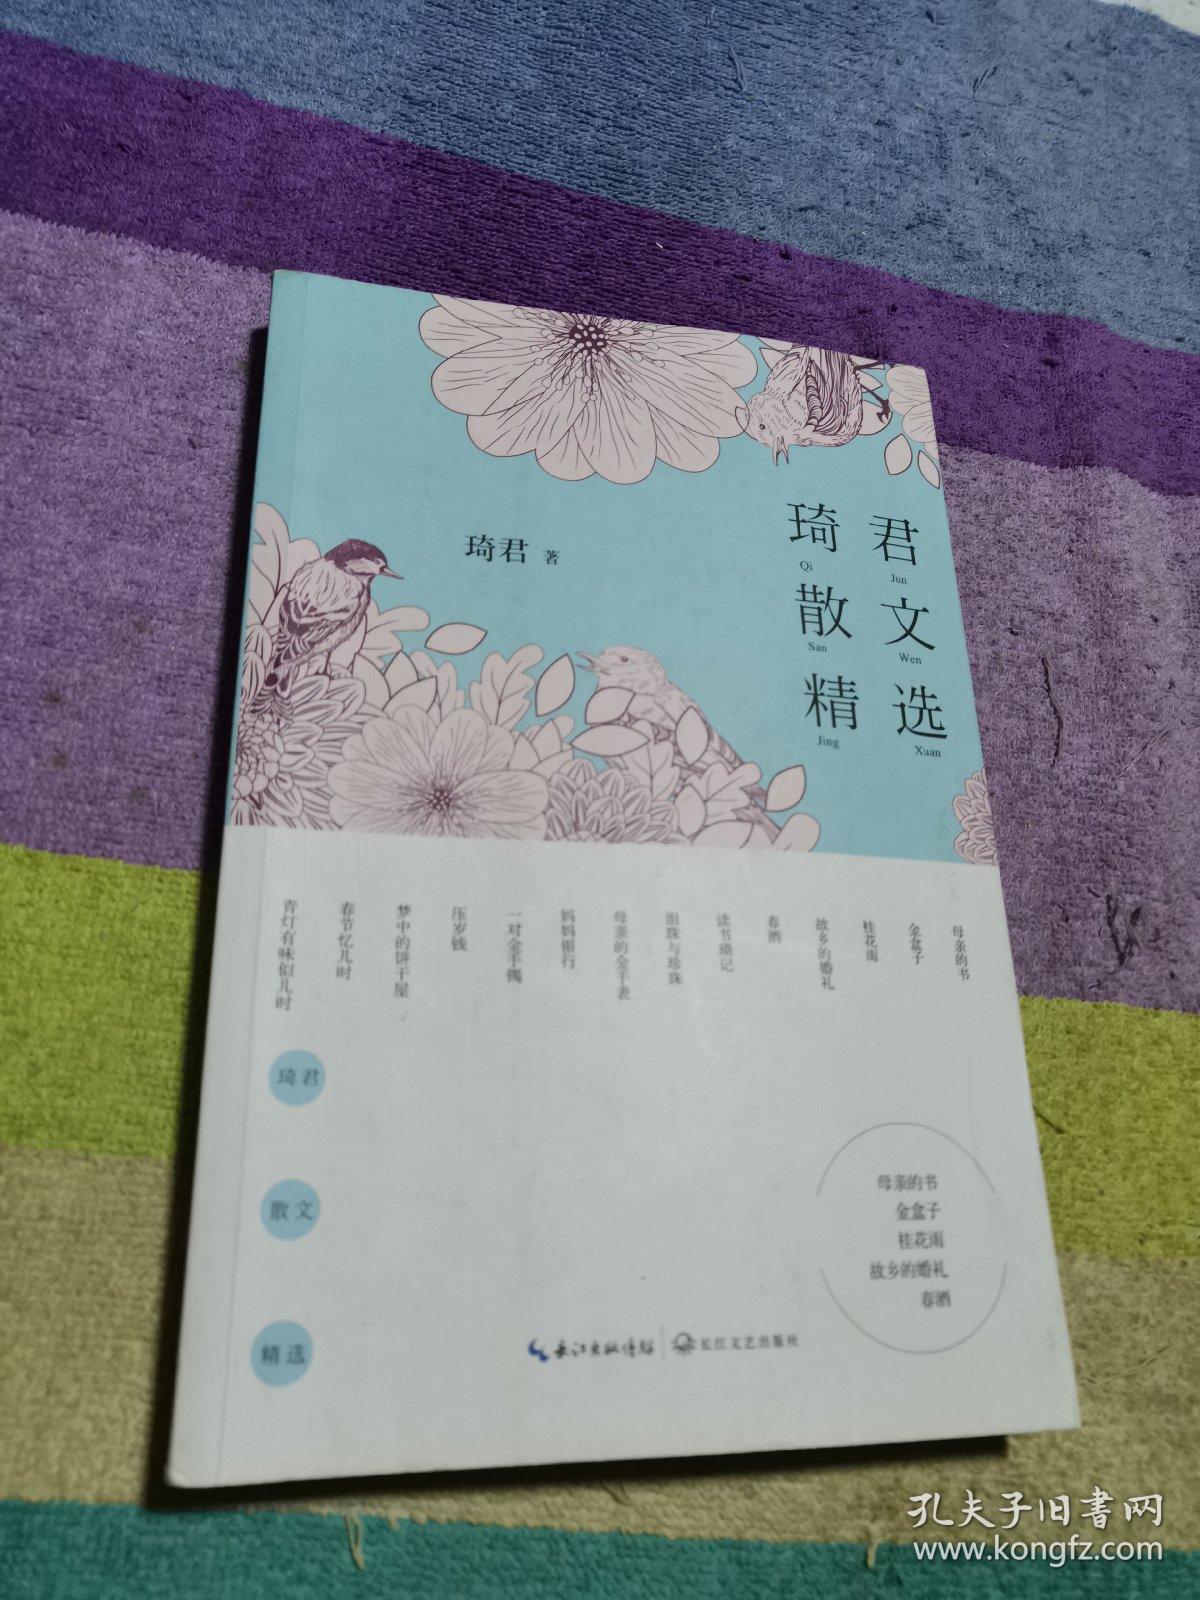 琦君 著
琦君
Qi Jun
散文
San Wen
精选
Jing Xuan
母亲的书
金盒子
桂花雨
故乡的婚礼
春酒
读书琐记
泪珠与珍珠
母亲的金手表
妈妈银行
一对金手镯
压岁钱
梦中的饼干屋
春节忆儿时
青灯有味似儿时
琦君
散文
精选
母亲的书
金盒子
桂花雨
故乡的婚礼
春酒
长江出版传媒
长江文艺出版社
孔夫子旧书网
www.kongfz.com